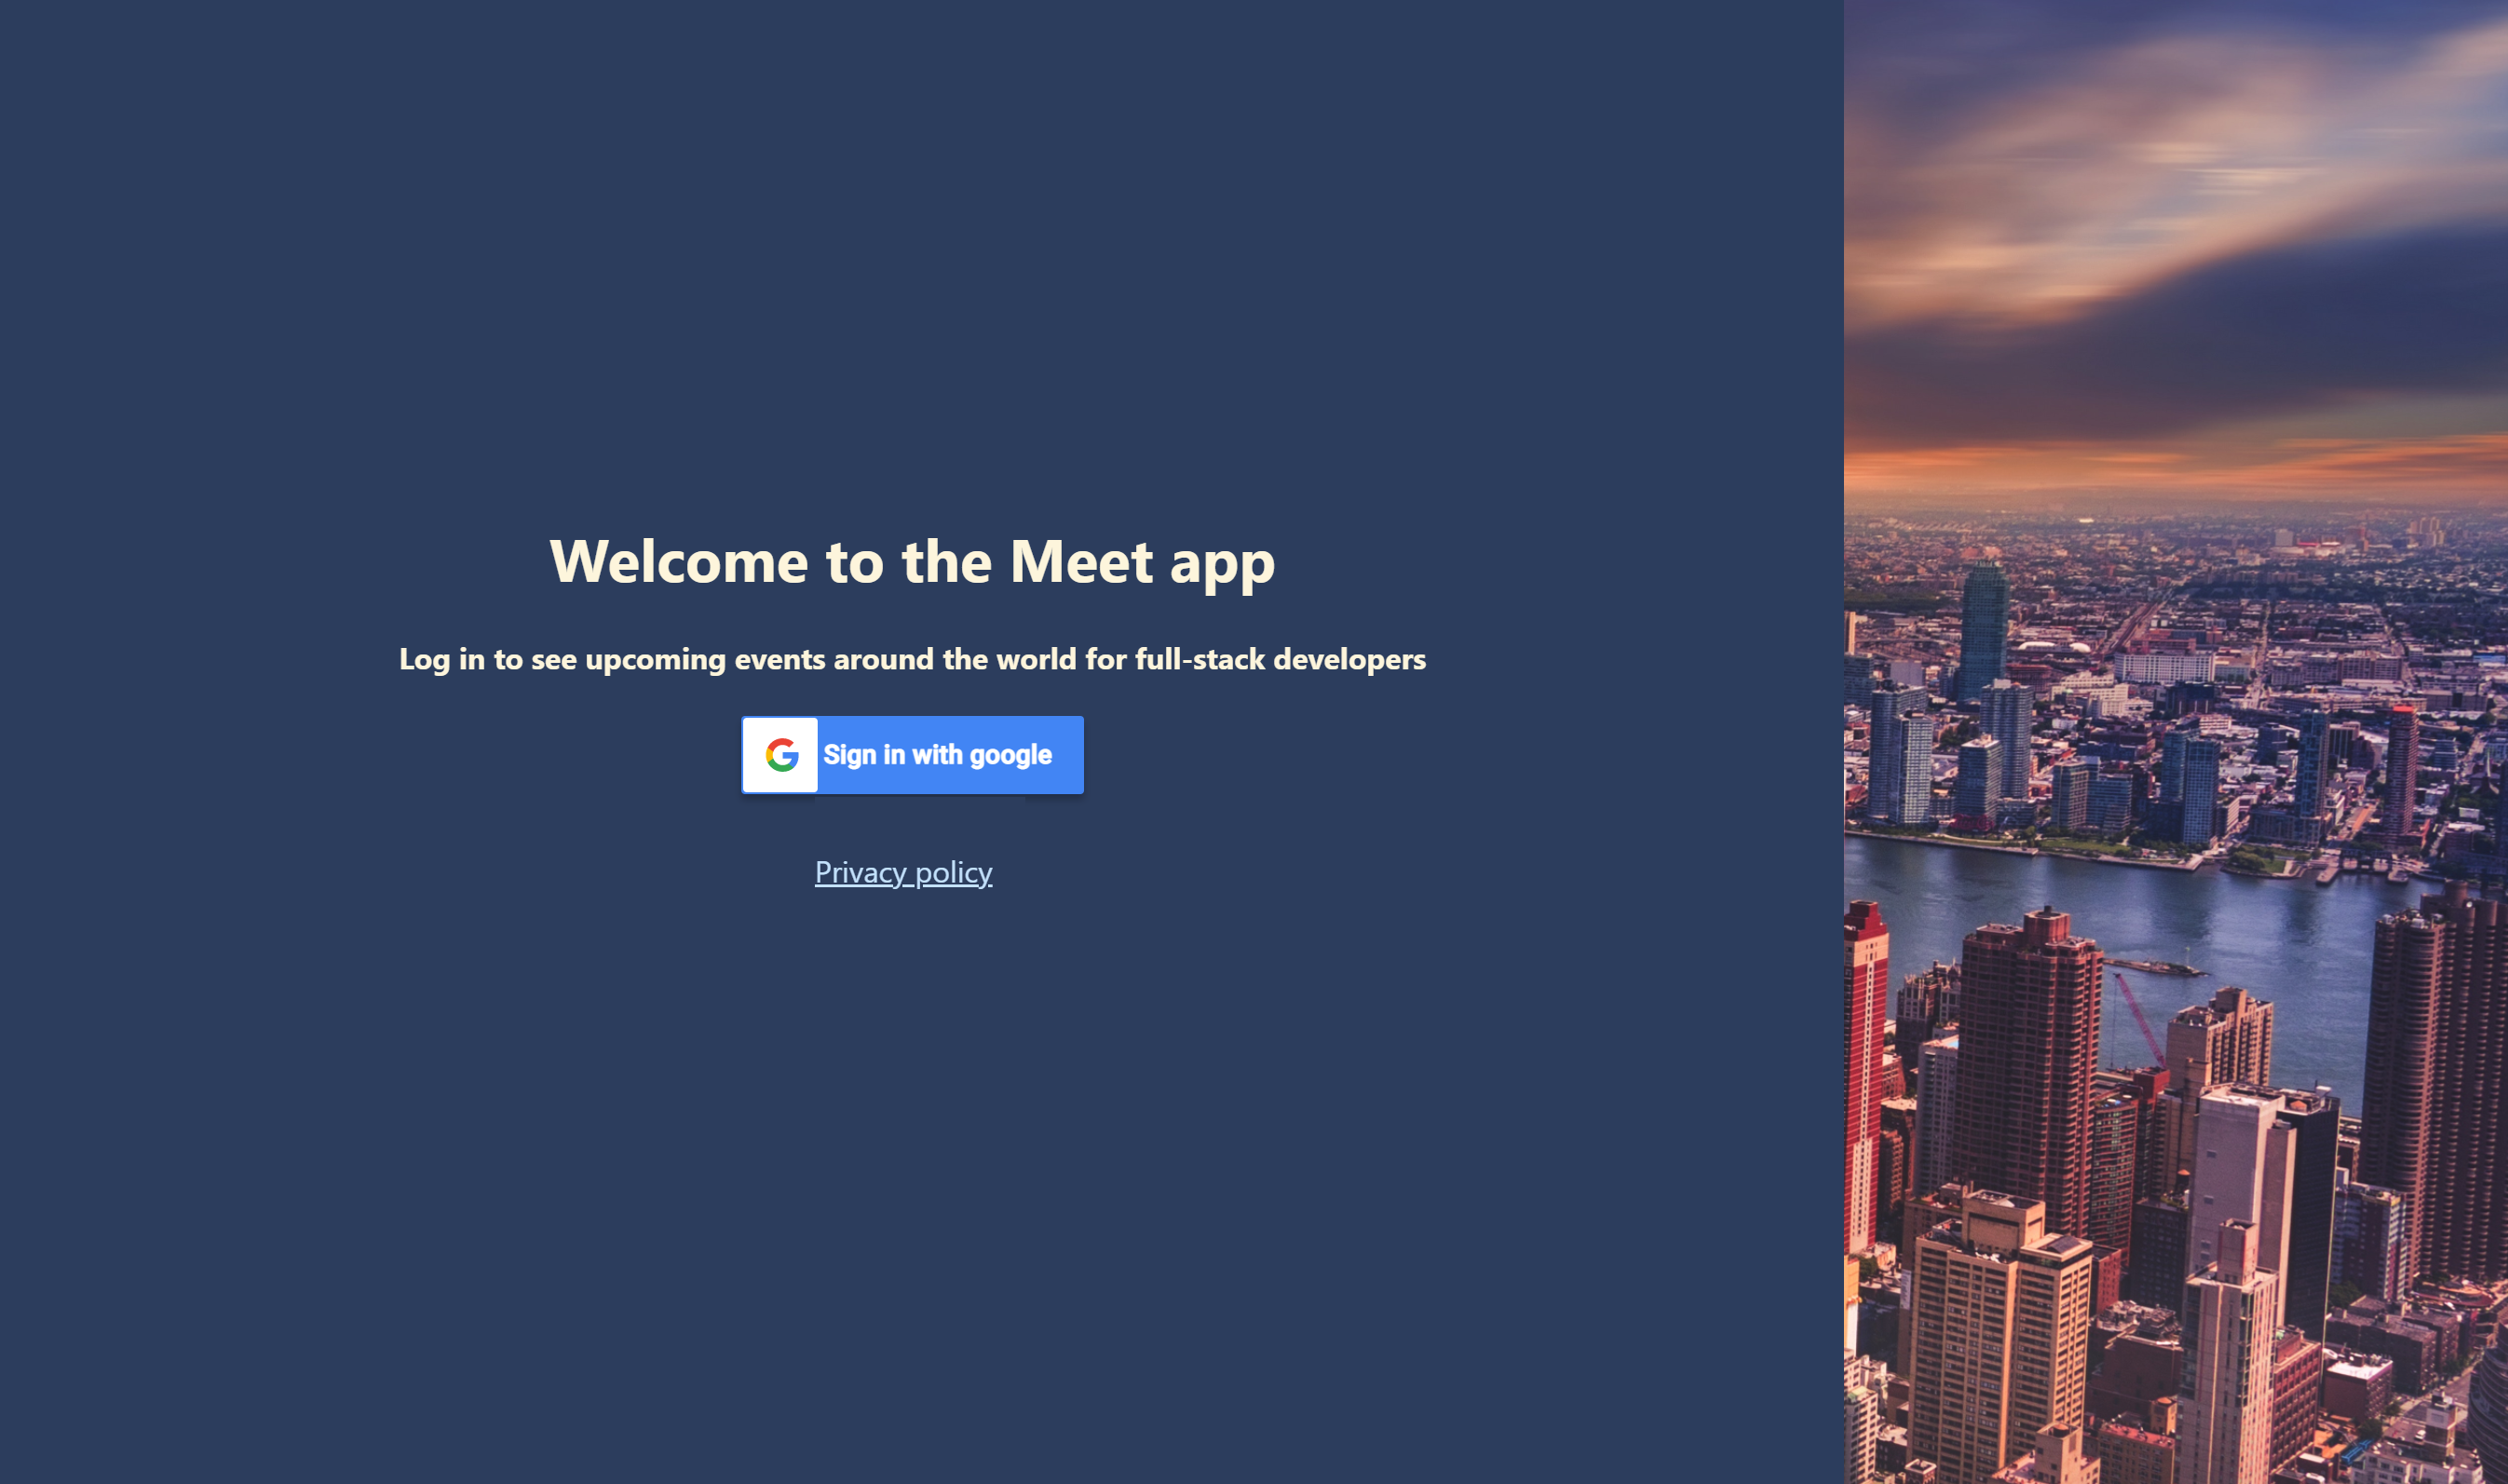 Welcome to the Meet app
Log in to see upcoming events around the world for full-stack developers
Sign in with google
Privacy policy